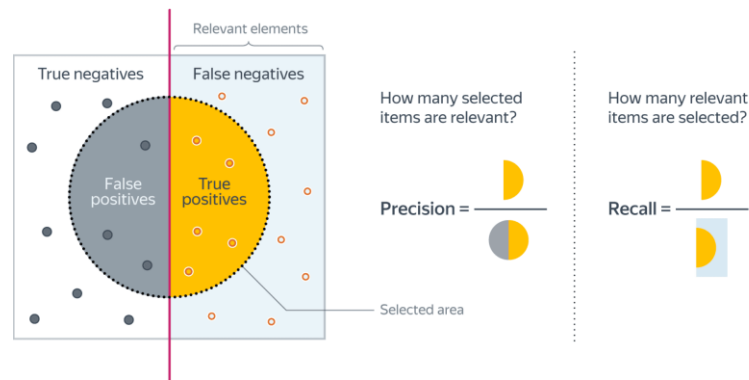 Relevant elements
True negatives
False negatives
False
positives
True
positives
Selected area
How many selected
items are relevant?
Precision =
How many relevant
items are selected?
Recall =